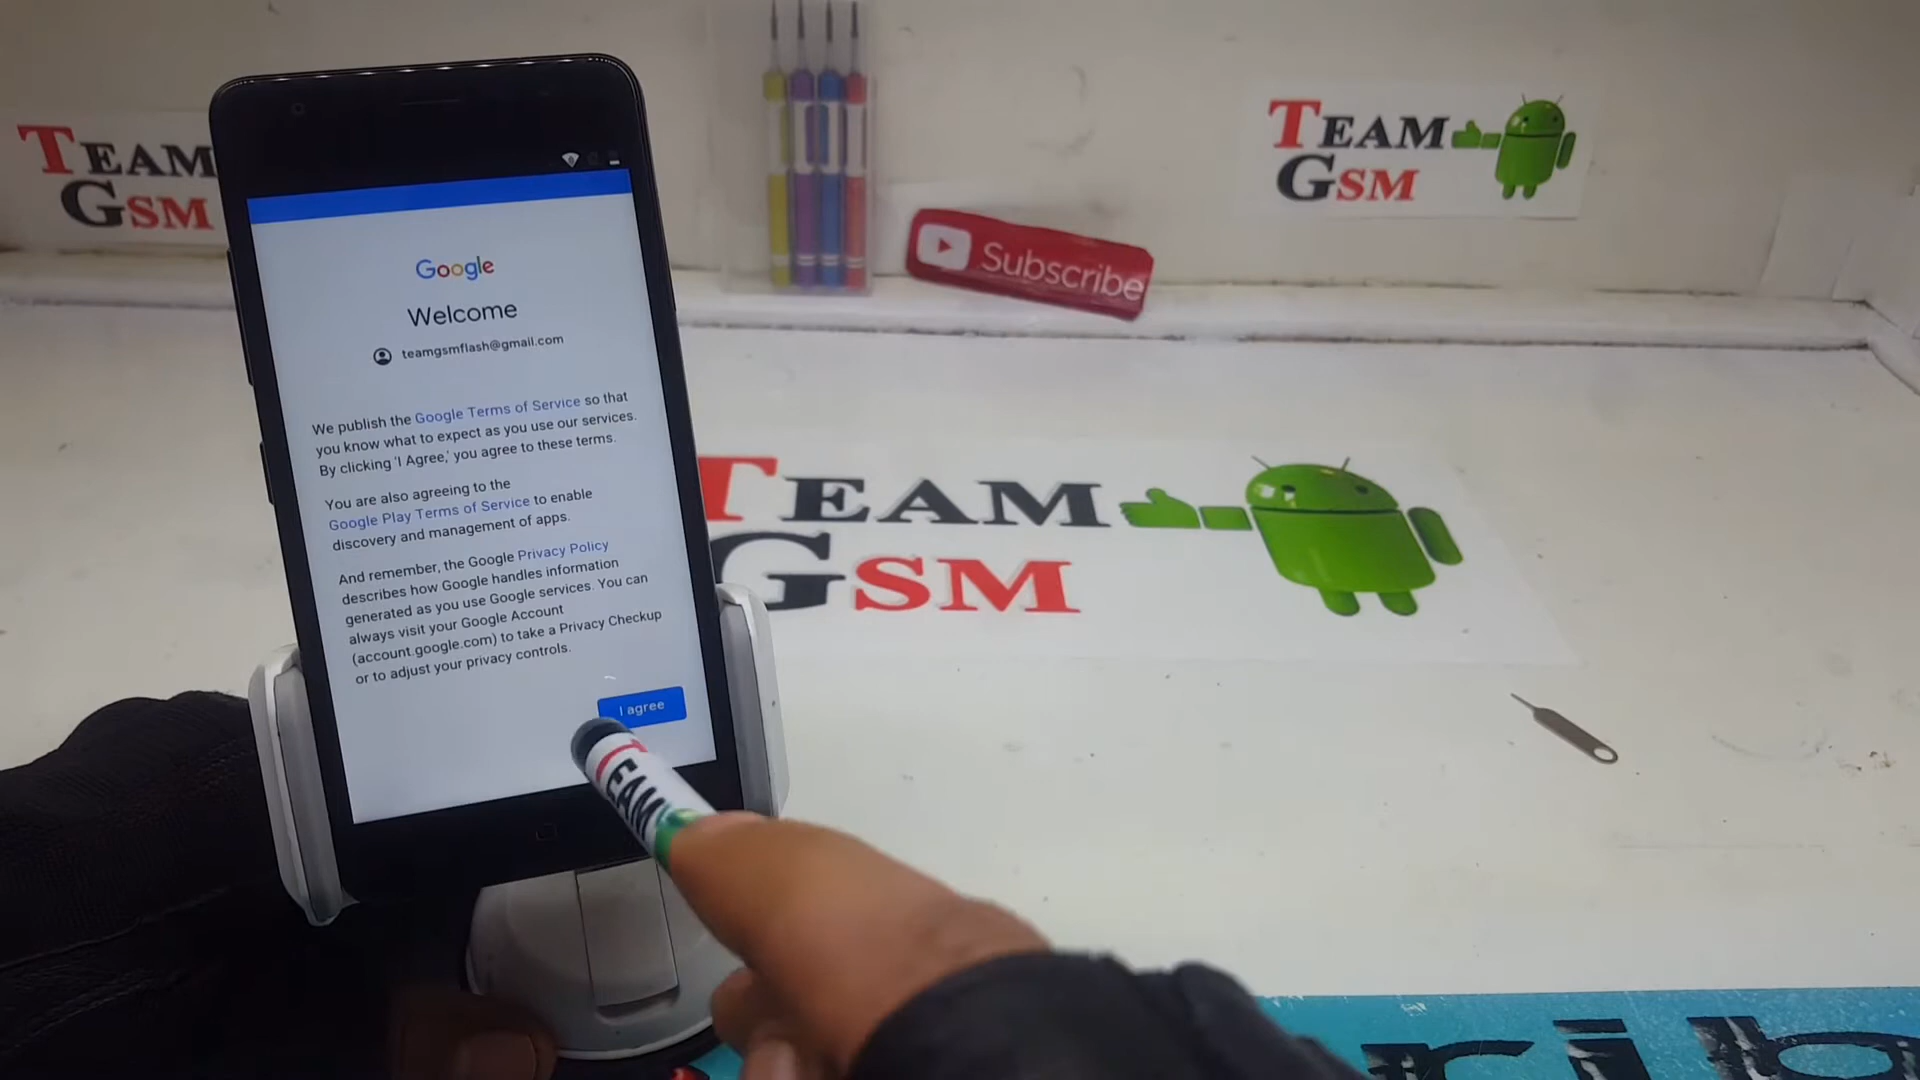 TEAM
GSM
Subscribe
TEAM
GSM
Google
Welcome
teamgsmflash@gmail.com
We publish the Google Terms of Service so that
you know what to expect as you use our services.
By clicking 'I Agree,' you agree to these terms.
You are also agreeing to the
Google Play Terms of Service to enable
discovery and management of apps.
And remember, the Google Privacy Policy
describes how Google handles information
generated as you use Google services. You can
always visit your Google Account
(account.google.com) to take a Privacy Checkup
or to adjust your privacy controls.
I agree
TEAM
GSM
TEAM